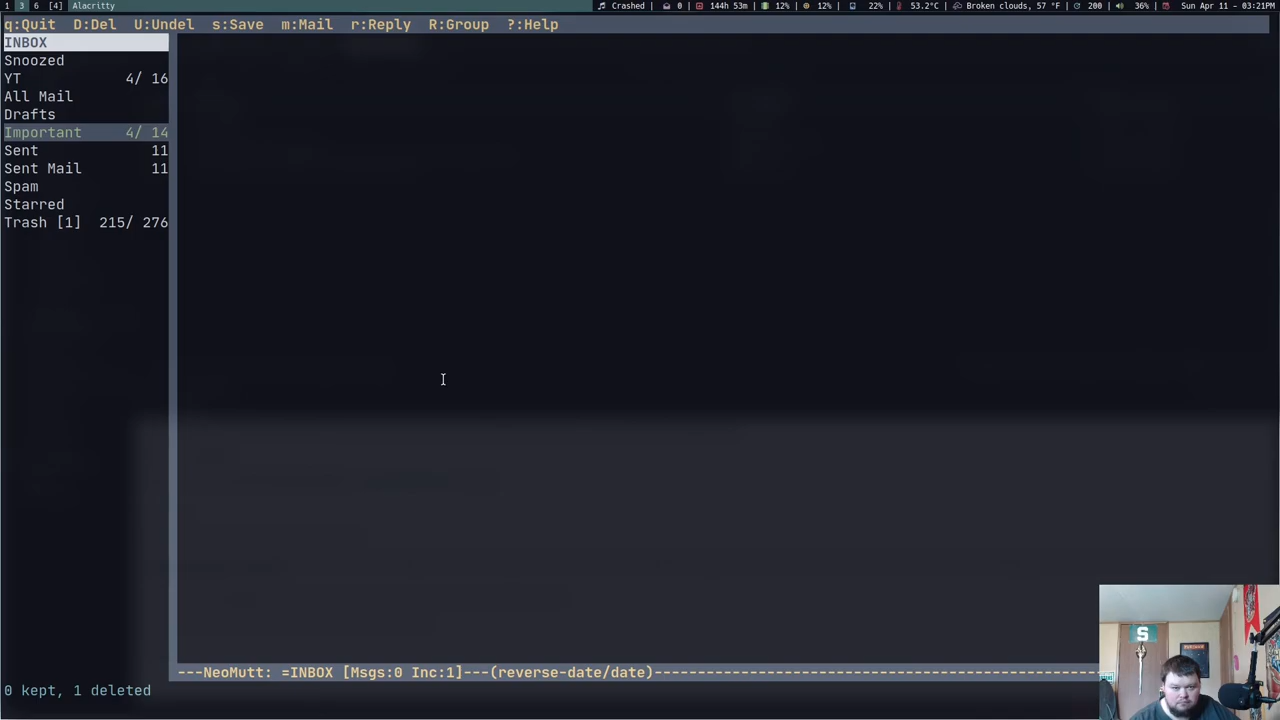 1 3 6 [4] Alacritty Crashed | 0 | 144h 53m | 12% | 12% | 22% | 53.2°C | Broken clouds, 57 °F | 200 | 36% | Sun Apr 11 - 03:21PM
q:Quit D:Del U:Undel s:Save m:Mail r:Reply R:Group ?:Help
INBOX
Snoozed
YT 4/ 16
All Mail
Drafts
Important 4/ 14
Sent 11
Sent Mail 11
Spam
Starred
Trash [1] 215/ 276
---NeoMutt: =INBOX [Msgs:0 Inc:1]---(reverse-date/date)-----------------------------------------------------------
0 kept, 1 deleted
S